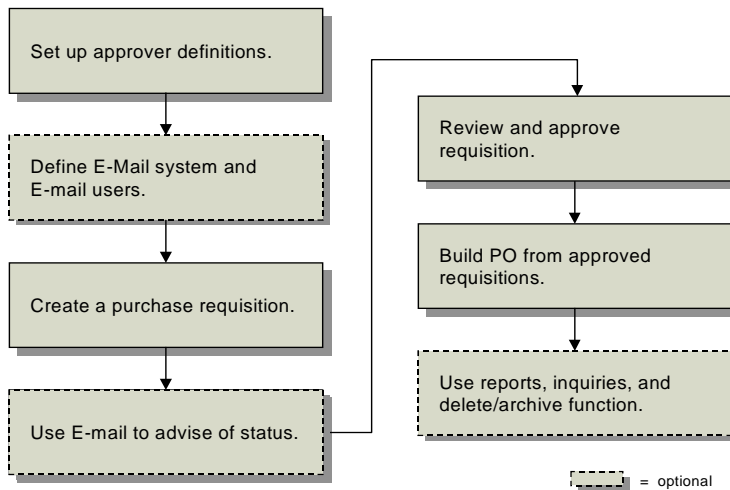 Set up approver definitions.
Define E-Mail system and
E-mail users.
Create a purchase requisition.
Use E-mail to advise of status.
Review and approve
requisition.
Build PO from approved
requisitions.
Use reports, inquiries, and
delete/archive function.
= optional